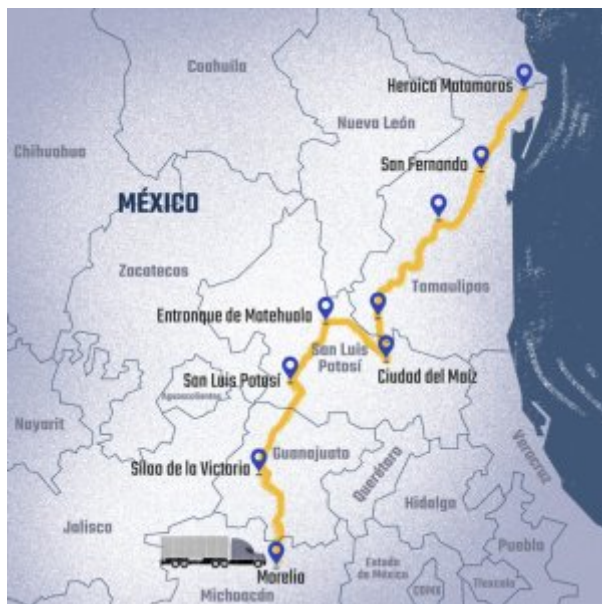 Coahuila
Heroica Matamoros
Nuevo León
Chihuahua
San Fernando
MÉXICO
Zacatecas
Tamaulipas
Entronque de Matehuala
San Luis
Potosí
Ciudad del Maíz
San Luis Potosí
Aguascalientes
Nayarit
Guanajuato
Silao de la Victoria
Querétaro
Veracruz
Hidalgo
Jalisco
Puebla
Estado
de México
Morelia
Tlaxcala
CDMX
Michoacán